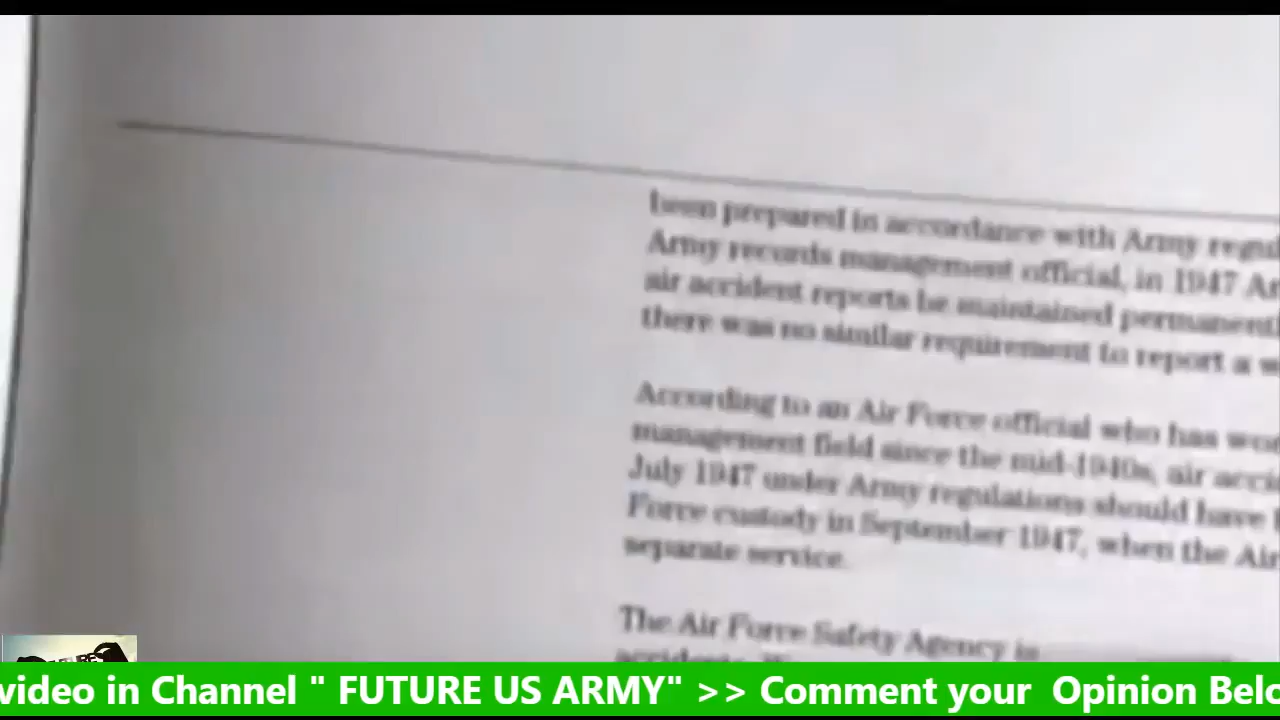 been prepared in accordance with Army regul
Army records management official, in 1947 Ar
air accident reports be maintained permanentl
there was no similar requirement to report a w
According to an Air Force official who has wor
management field since the mid-1940s, air acci
July 1947 under Army regulations should have
Force custody in September 1947, when the Air
separate service.
The Air Force Safety Agency is
video in Channel " FUTURE US ARMY" >> Comment your Opinion Belo